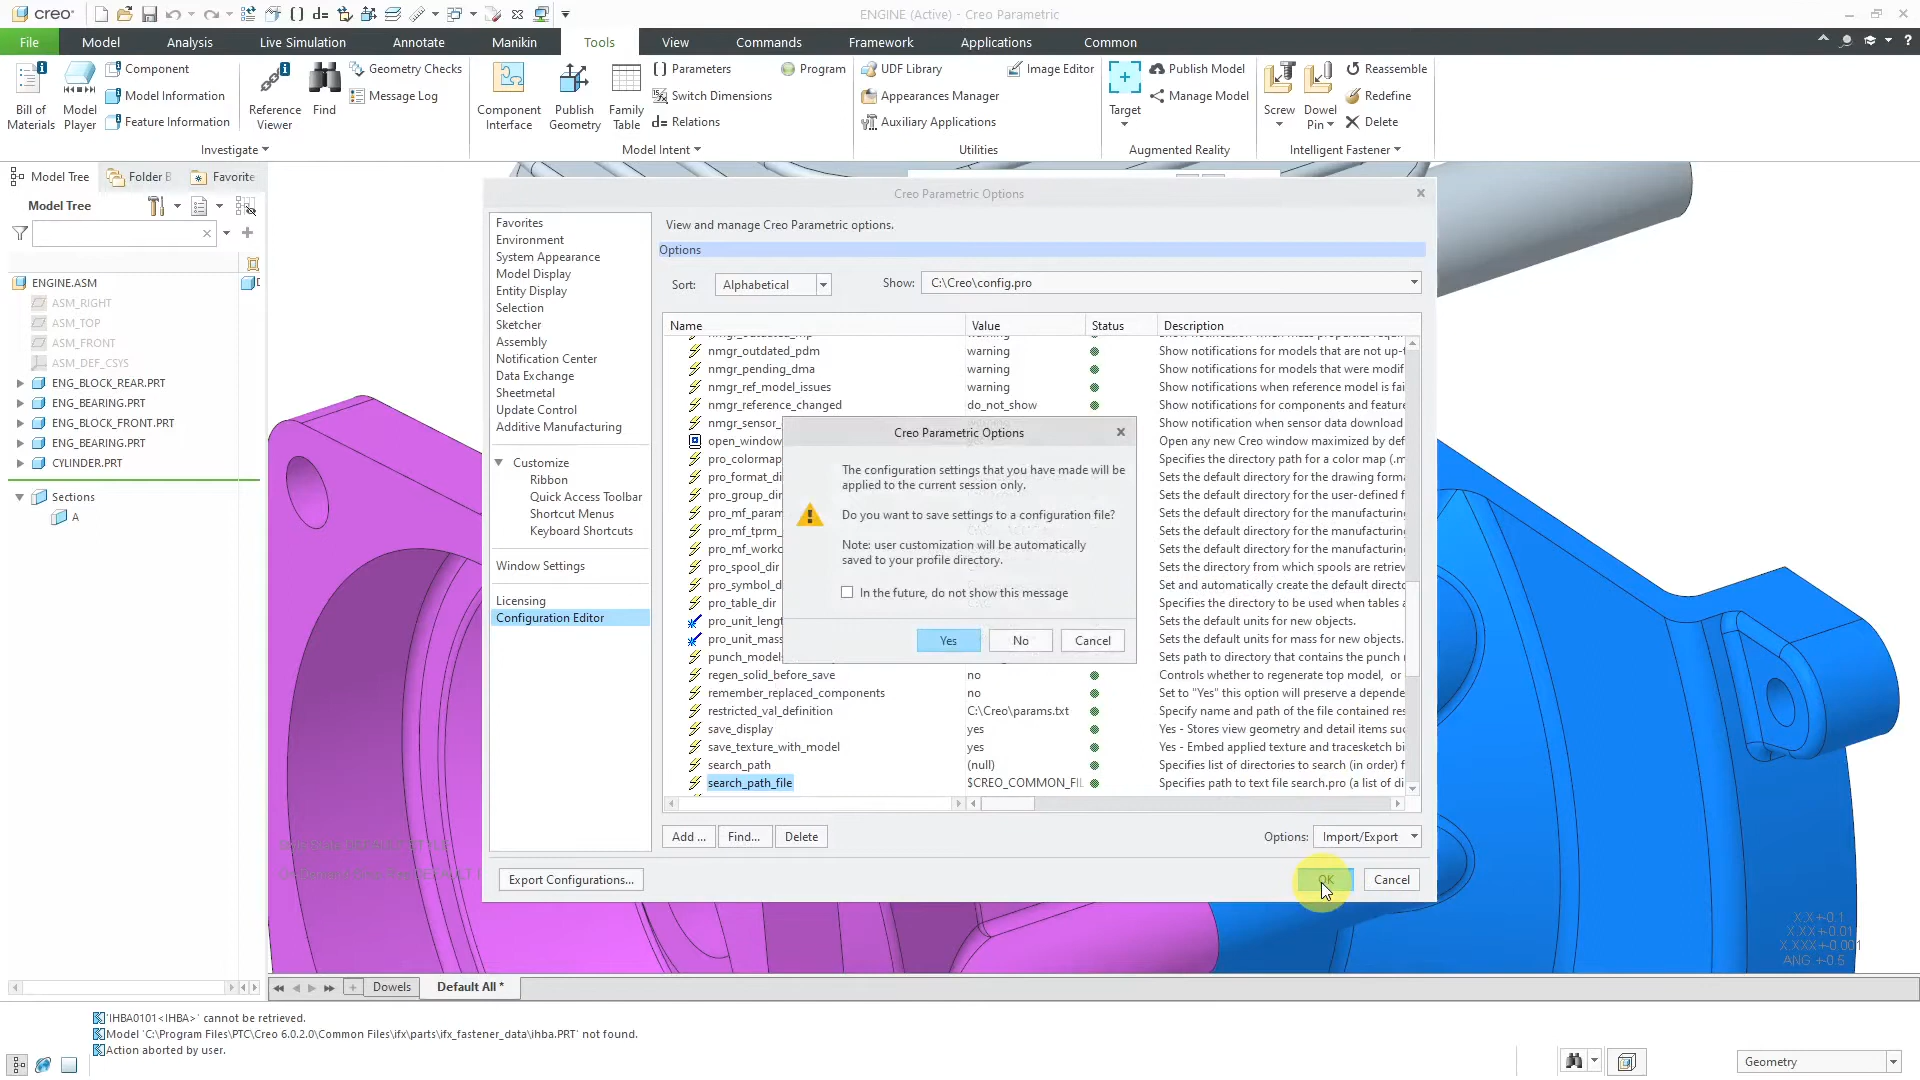 creo
ENGINE (Active) - Creo Parametric
File Model Analysis Live Simulation Annotate Manikin Tools View Commands Framework Applications Common
Bill of Materials
Model Player
Component
Model Information
Feature Information
Reference Viewer
Find
Geometry Checks
Message Log
Investigate
Component Interface
Publish Geometry
Family Table
Parameters
Switch Dimensions
d= Relations
Program
Model Intent
UDF Library
Appearances Manager
Auxiliary Applications
Image Editor
Utilities
Target
Publish Model
Manage Model
Augmented Reality
Screw
Dowel Pin
Reassemble
Redefine
Delete
Intelligent Fastener
Model Tree Folder B Favorite
Model Tree
ENGINE.ASM
ASM_RIGHT
ASM_TOP
ASM_FRONT
ASM_DEF_CSYS
ENG_BLOCK_REAR.PRT
ENG_BEARING.PRT
ENG_BLOCK_FRONT.PRT
ENG_BEARING.PRT
CYLINDER.PRT
Sections
A
Creo Parametric Options
Favorites
Environment
System Appearance
Model Display
Entity Display
Selection
Sketcher
Assembly
Notification Center
Data Exchange
Sheetmetal
Update Control
Additive Manufacturing
Customize
Ribbon
Quick Access Toolbar
Shortcut Menus
Keyboard Shortcuts
Window Settings
Licensing
Configuration Editor
View and manage Creo Parametric options.
Options
Sort: Alphabetical Show: C:\Creo\config.pro
Name Value Status Description
nmgr_outdated_pdm warning Show notifications for models that are not up-t
nmgr_pending_dma warning Show notifications for models that were modif
nmgr_ref_model_issues warning Show notifications when reference model is fai
nmgr_reference_changed do_not_show Show notifications for components and feature
nmgr_sensor_ Show notification when sensor data download
open_window Open any new Creo window maximized by def
pro_colormap Specifies the directory path for a color map (.m
pro_format_di Sets the default directory for the drawing forma
pro_group_dir Sets the default directory for the user-defined f
pro_mf_param Sets the default directory for the manufacturing
pro_mf_tprm_ Sets the default directory for the manufacturing
pro_mf_worko Sets the default directory for the manufacturing
pro_spool_dir Sets the directory from which spools are retriev
pro_symbol_d Set and automatically create the default directo
pro_table_dir Specifies the directory to be used when tables a
pro_unit_lengt Sets the default units for new objects.
pro_unit_mass Sets the default units for mass for new objects.
punch_model Sets path to directory that contains the punch r
regen_solid_before_save no Controls whether to regenerate top model, or
remember_replaced_components no Set to "Yes" this option will preserve a depende
restricted_val_definition C:\Creo\params.txt Specify name and path of the file contained res
save_display yes Yes - Stores view geometry and detail items suc
save_texture_with_model yes Yes - Embed applied texture and tracesketch bi
search_path (null) Specifies list of directories to search (in order) f
search_path_file $CREO_COMMON_FIL Specifies path to text file search.pro (a list of di
Add ... Find... Delete Options: Import/Export
Export Configurations... OK Cancel
Creo Parametric Options
The configuration settings that you have made will be
applied to the current session only.
Do you want to save settings to a configuration file?
Note: user customization will be automatically
saved to your profile directory.
In the future, do not show this message
Yes No Cancel
X.X+-0.1
X.XX+-0.01
X.XXX+-0.001
ANG +-0.5
Dowels Default All *
'IHBA0101<IHBA>' cannot be retrieved.
Model 'C:\Program Files\PTC\Creo 6.0.2.0\Common Files\ifx\parts\ifx_fastener_data\ihba.PRT' not found.
Action aborted by user.
Geometry